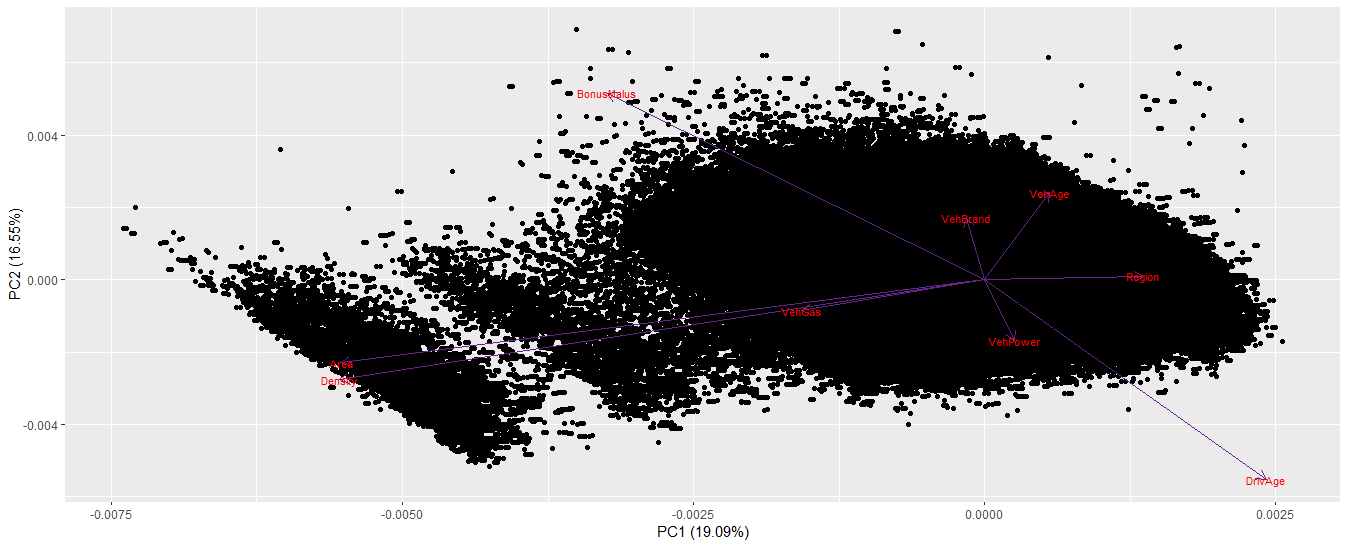 PC2 (16.55%)
0.004
0.000
-0.004
BonusMalus
VehAge
VehBrand
Region
VehGas
VehPower
Area
Density
DrivAge
-0.0075
-0.0050
-0.0025
0.0000
0.0025
PC1 (19.09%)